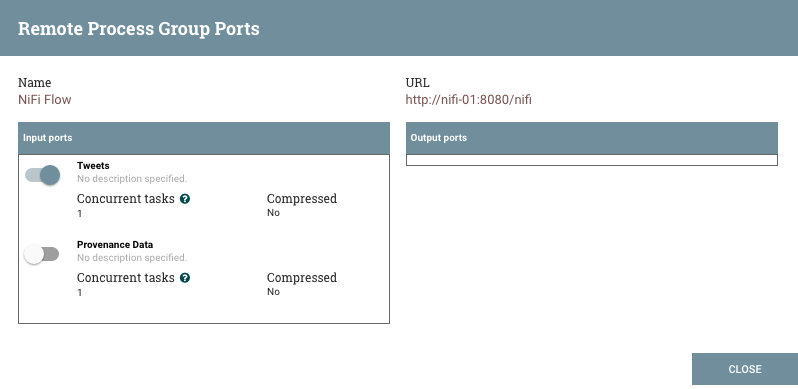 Remote Process Group Ports
Name
NiFi Flow
URL
http://nifi-01:8080/nifi
Input ports
Tweets
No description specified.
Concurrent tasks ?
1
Compressed
No
Provenance Data
No description specified.
Concurrent tasks ?
1
Compressed
No
Output ports
CLOSE